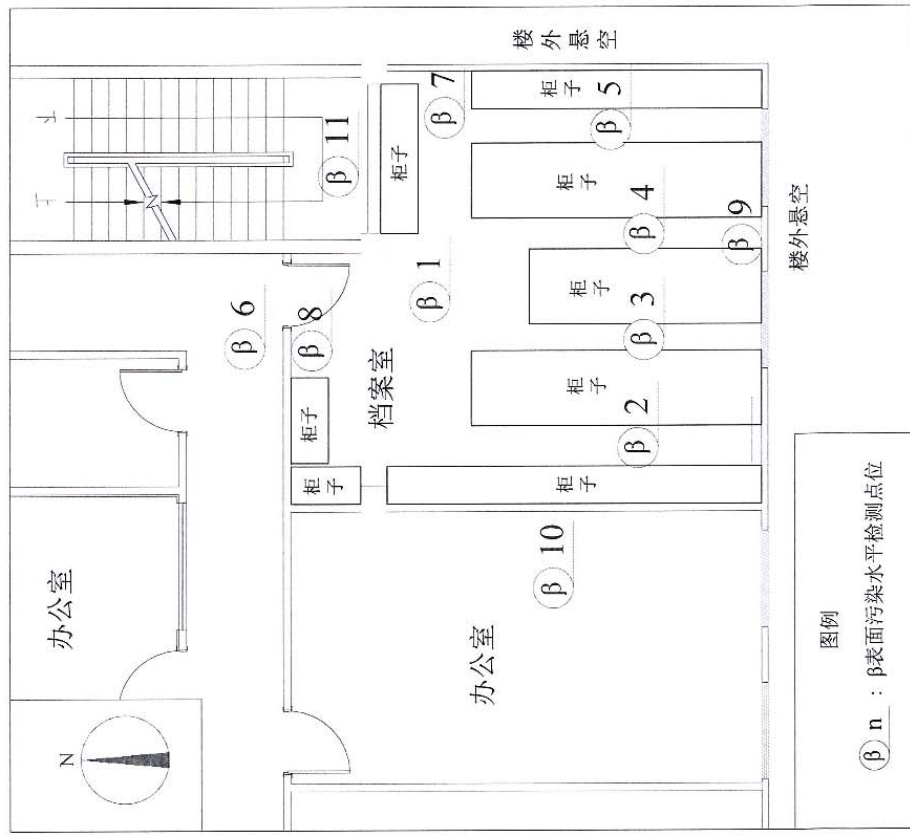 楼外悬空
上
下
β 11
β 7
柜子
柜子
β 5
柜子
β 4
β 9
楼外悬空
β 6
β 8
β 1
柜子
β 3
档案室
柜子
柜子
β 2
柜子
柜子
办公室
β 10
办公室
N
图例
β n ：β表面污染水平检测点位